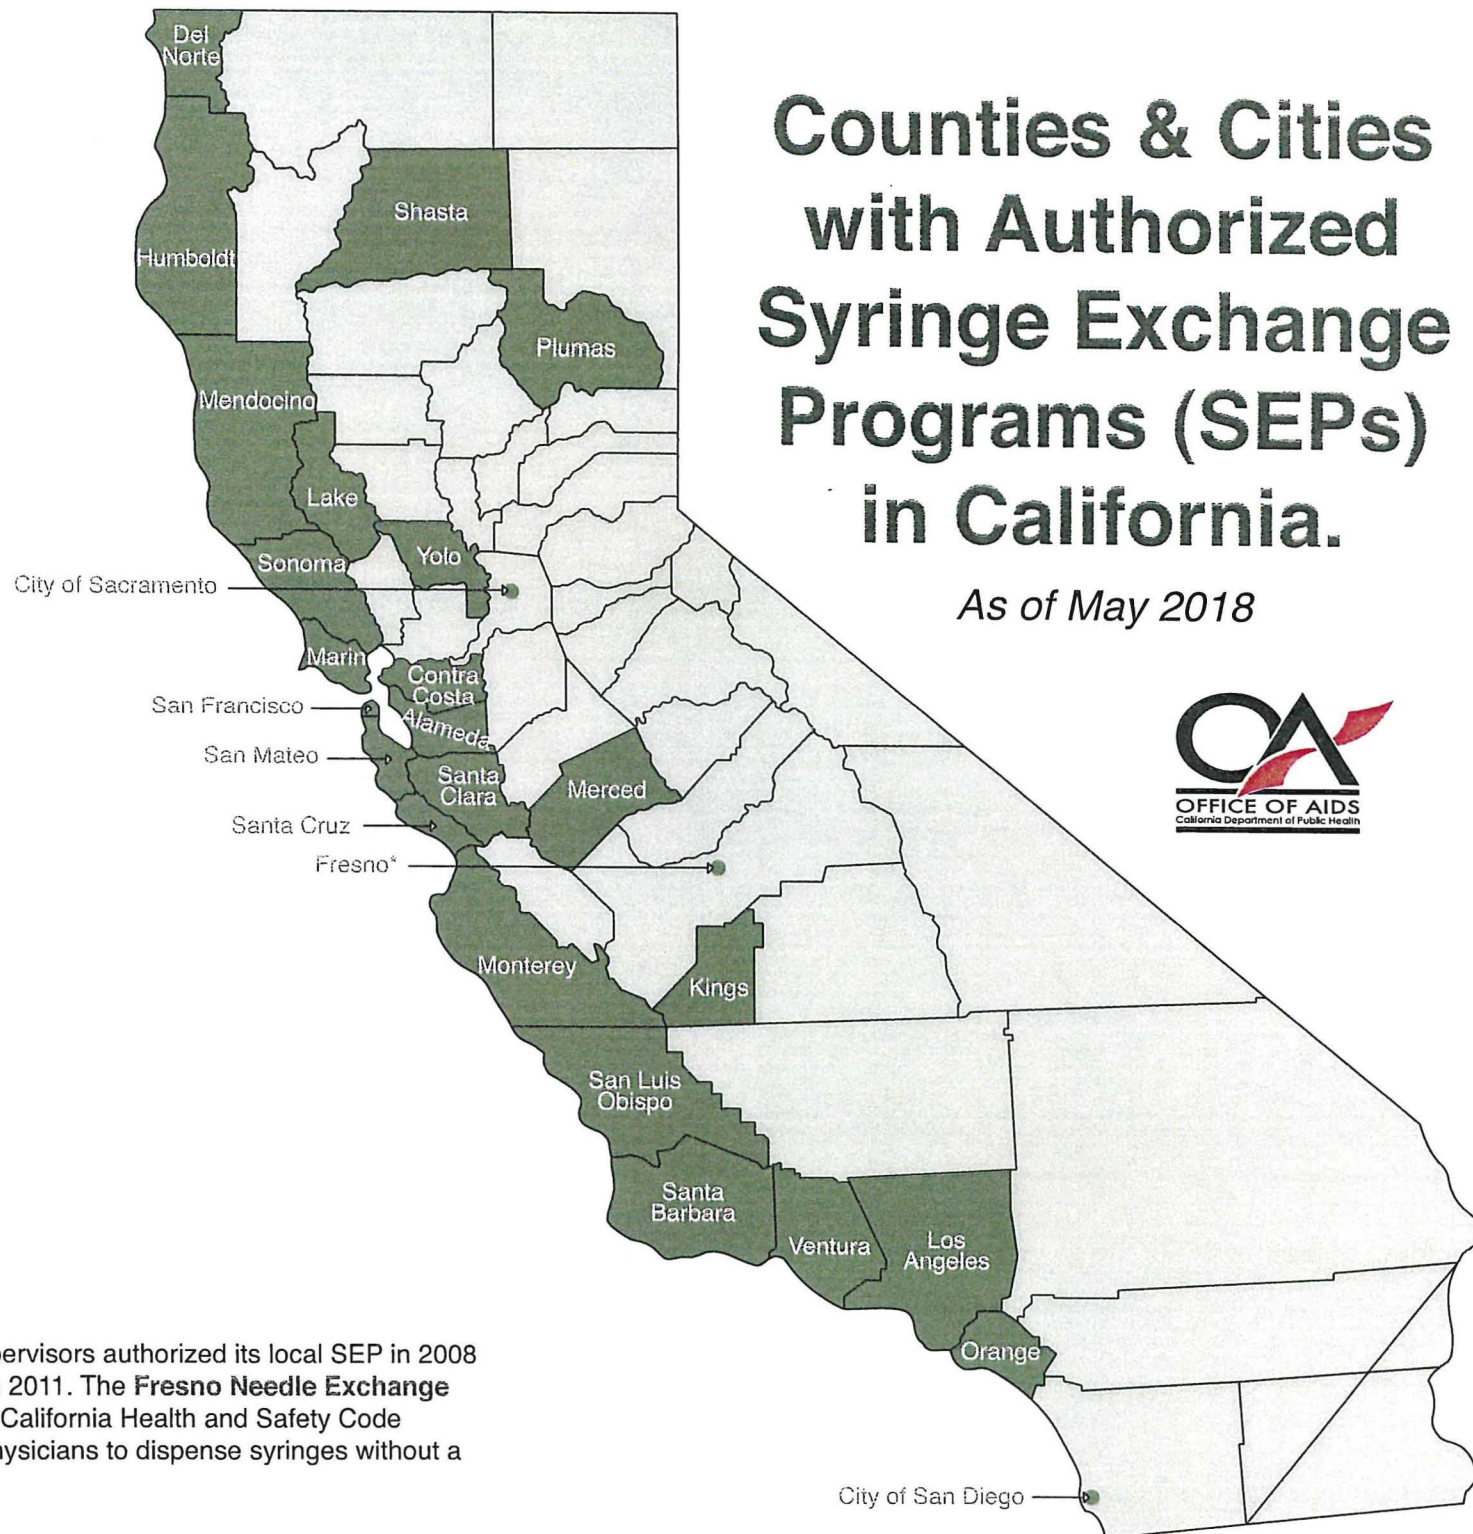 Counties & Cities
with Authorized
Syringe Exchange
Programs (SEPs)
in California.
As of May 2018
OA
OFFICE OF AIDS
California Department of Public Health
Del
Norte
Humboldt
Shasta
Plumas
Mendocino
Lake
Sonoma
Yolo
City of Sacramento
Marin
Contra
Costa
San Francisco
Alameda
San Mateo
Santa
Clara
Merced
Santa Cruz
Fresno*
Monterey
Kings
San Luis
Obispo
Santa
Barbara
Ventura
Los
Angeles
Orange
City of San Diego
pervisors authorized its local SEP in 2008
2011. The Fresno Needle Exchange
California Health and Safety Code
hysicians to dispense syringes without a